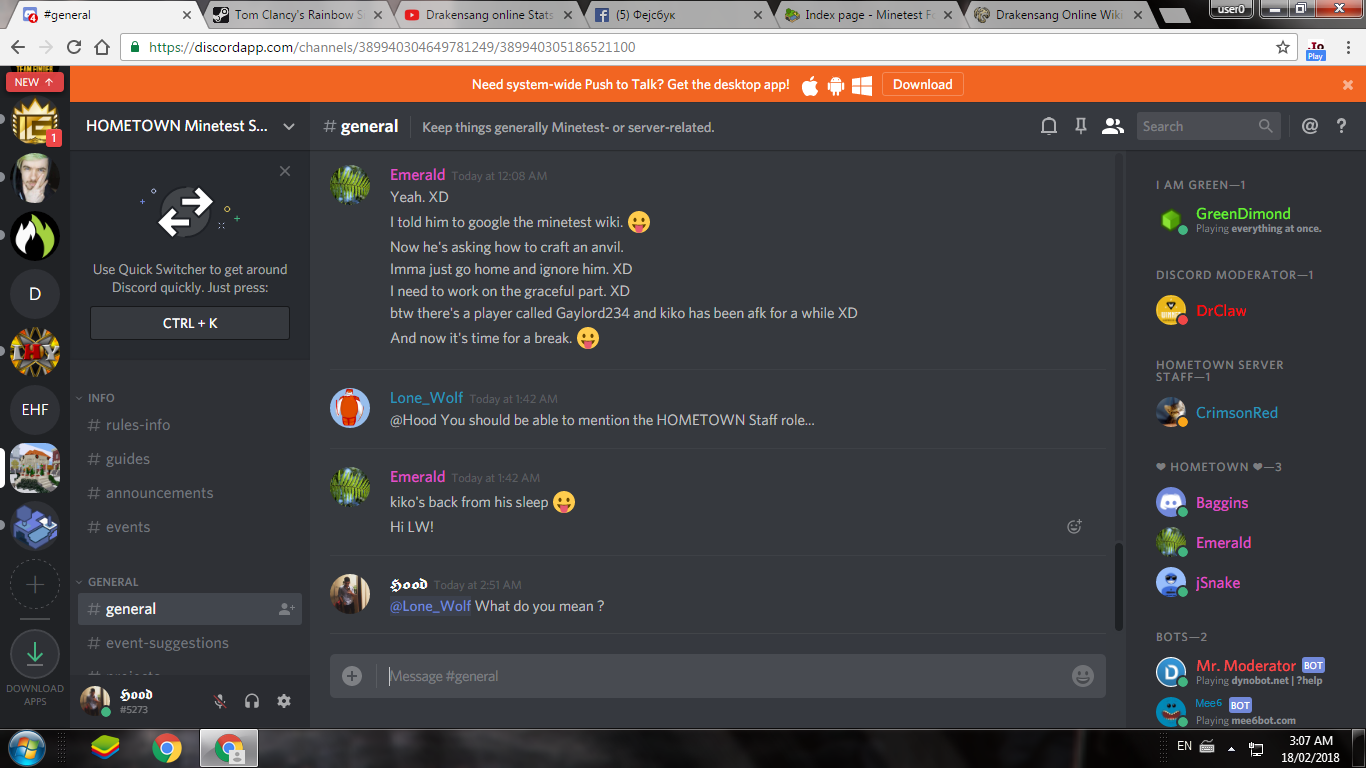 #general
Tom Clancy's Rainbow Si
Drakensang online Stats
(5) Фејсбук
Index page - Minetest Fo
Drakensang Online Wiki
user0
https://discordapp.com/channels/389940304649781249/389940305186521100
.Io
Play
NEW ↑
Need system-wide Push to Talk? Get the desktop app!
Download
1
D
EHF
DOWNLOAD
APPS
HOMETOWN Minetest S...
Use Quick Switcher to get around
Discord quickly. Just press:
CTRL + K
INFO
# rules-info
# guides
# announcements
# events
GENERAL
# general
# event-suggestions
# projects
Hood
#5273
# general
Keep things generally Minetest- or server-related.
Search
@ ?
Emerald Today at 12:08 AM
Yeah. XD
I told him to google the minetest wiki. 😛
Now he's asking how to craft an anvil.
Imma just go home and ignore him. XD
I need to work on the graceful part. XD
btw there's a player called Gaylord234 and kiko has been afk for a while XD
And now it's time for a break. 😛
Lone_Wolf Today at 1:42 AM
@Hood You should be able to mention the HOMETOWN Staff role...
Emerald Today at 1:42 AM
kiko's back from his sleep 😛
Hi LW!
Hood Today at 2:51 AM
@Lone_Wolf What do you mean ?
Message #general
I AM GREEN—1
GreenDimond
Playing everything at once.
DISCORD MODERATOR—1
DrClaw
HOMETOWN SERVER
STAFF—1
CrimsonRed
❤ HOMETOWN ❤—3
Baggins
Emerald
jSnake
BOTS—2
Mr. Moderator BOT
Playing dynobot.net | ?help
Mee6 BOT
Playing mee6bot.com
EN
3:07 AM
18/02/2018